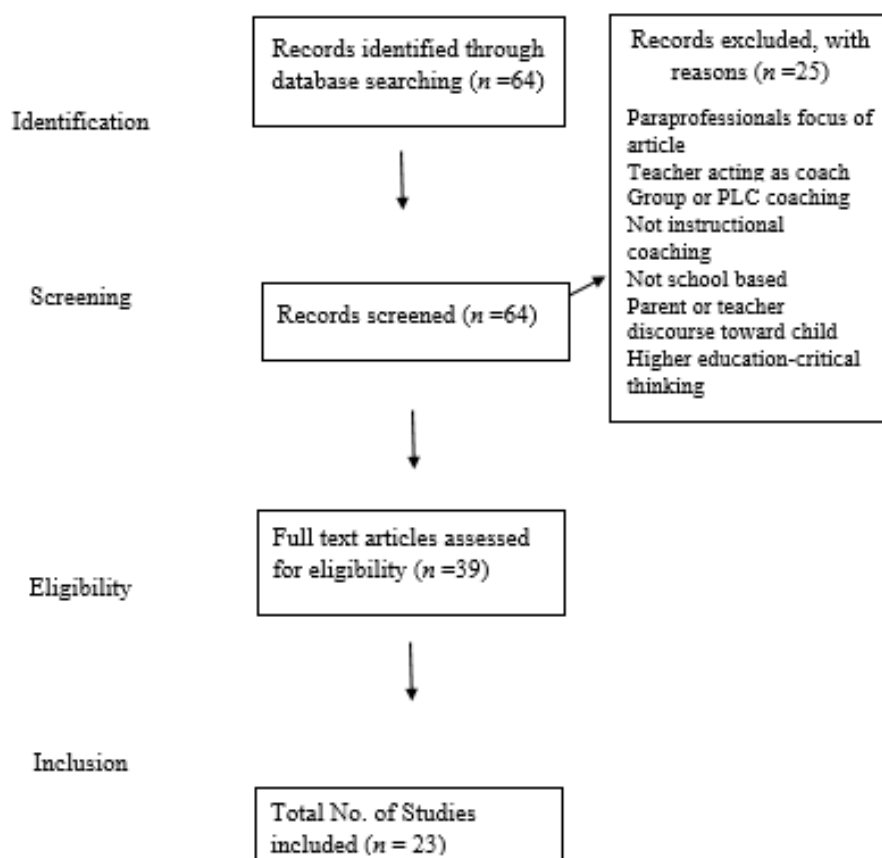 Records identified through
database searching (n =64)
Records excluded, with
reasons (n =25)
Paraprofessionals focus of
article
Teacher acting as coach
Group or PLC coaching
Not instructional
coaching
Not school based
Parent or teacher
discourse toward child
Higher education-critical
thinking
Identification
Screening
Records screened (n =64)
Full text articles assessed
for eligibility (n =39)
Eligibility
Inclusion
Total No. of Studies
included (n = 23)